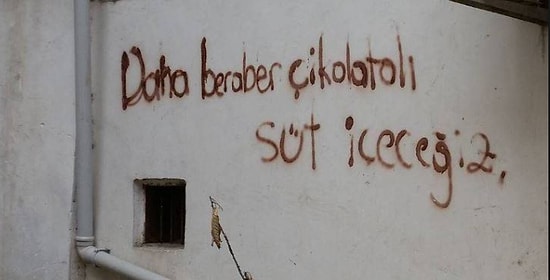 Daha beraber çikolatalı
süt içeceğiz.